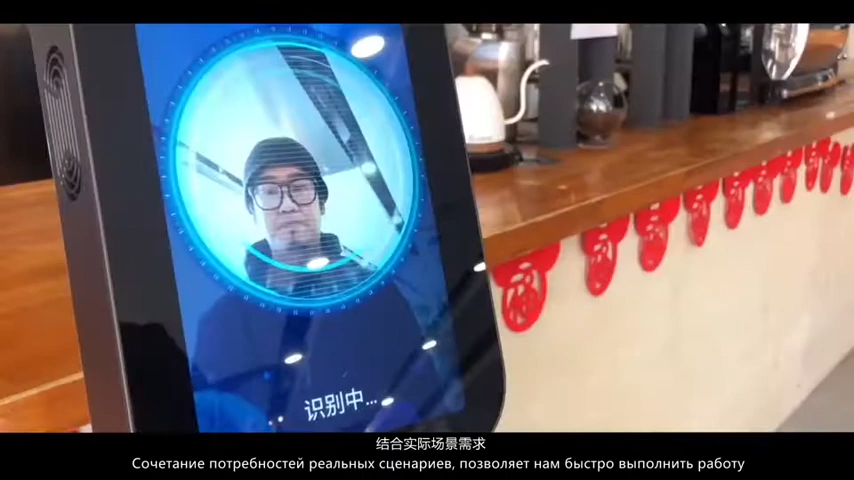 识别中...
结合实际场景需求
Сочетание потребностей реальных сценариев, позволяет нам быстро выполнить работу